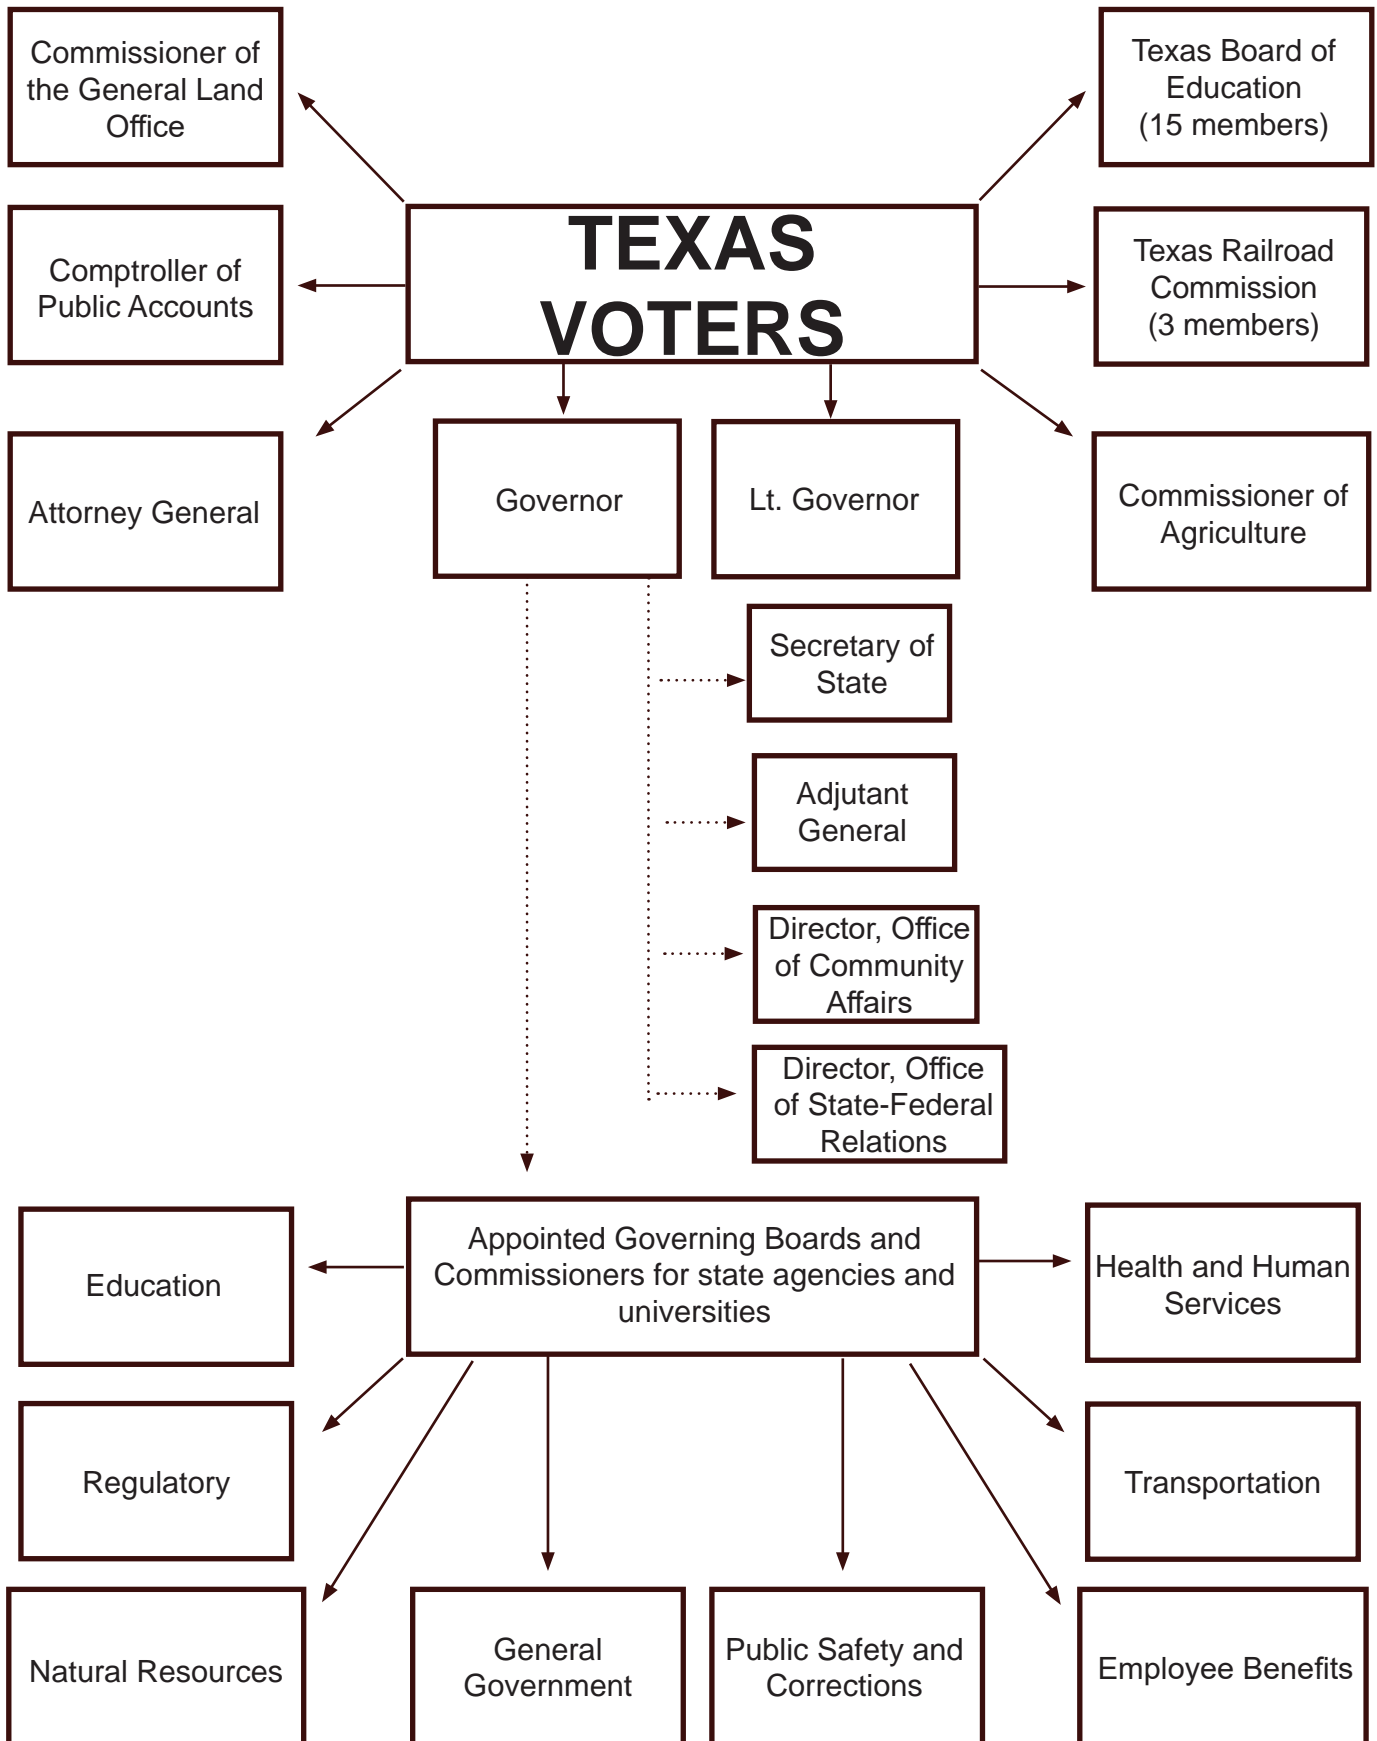 Commissioner of
the General Land
Office
Texas Board of
Education
(15 members)
TEXAS
VOTERS
Comptroller of
Public Accounts
Texas Railroad
Commission
(3 members)
Attorney General
Governor
Lt. Governor
Commissioner of
Agriculture
Secretary of
State
Adjutant
General
Director, Office
of Community
Affairs
Director, Office
of State-Federal
Relations
Appointed Governing Boards and
Commissioners for state agencies and
universities
Education
Health and Human
Services
Regulatory
Transportation
Natural Resources
General
Government
Public Safety and
Corrections
Employee Benefits